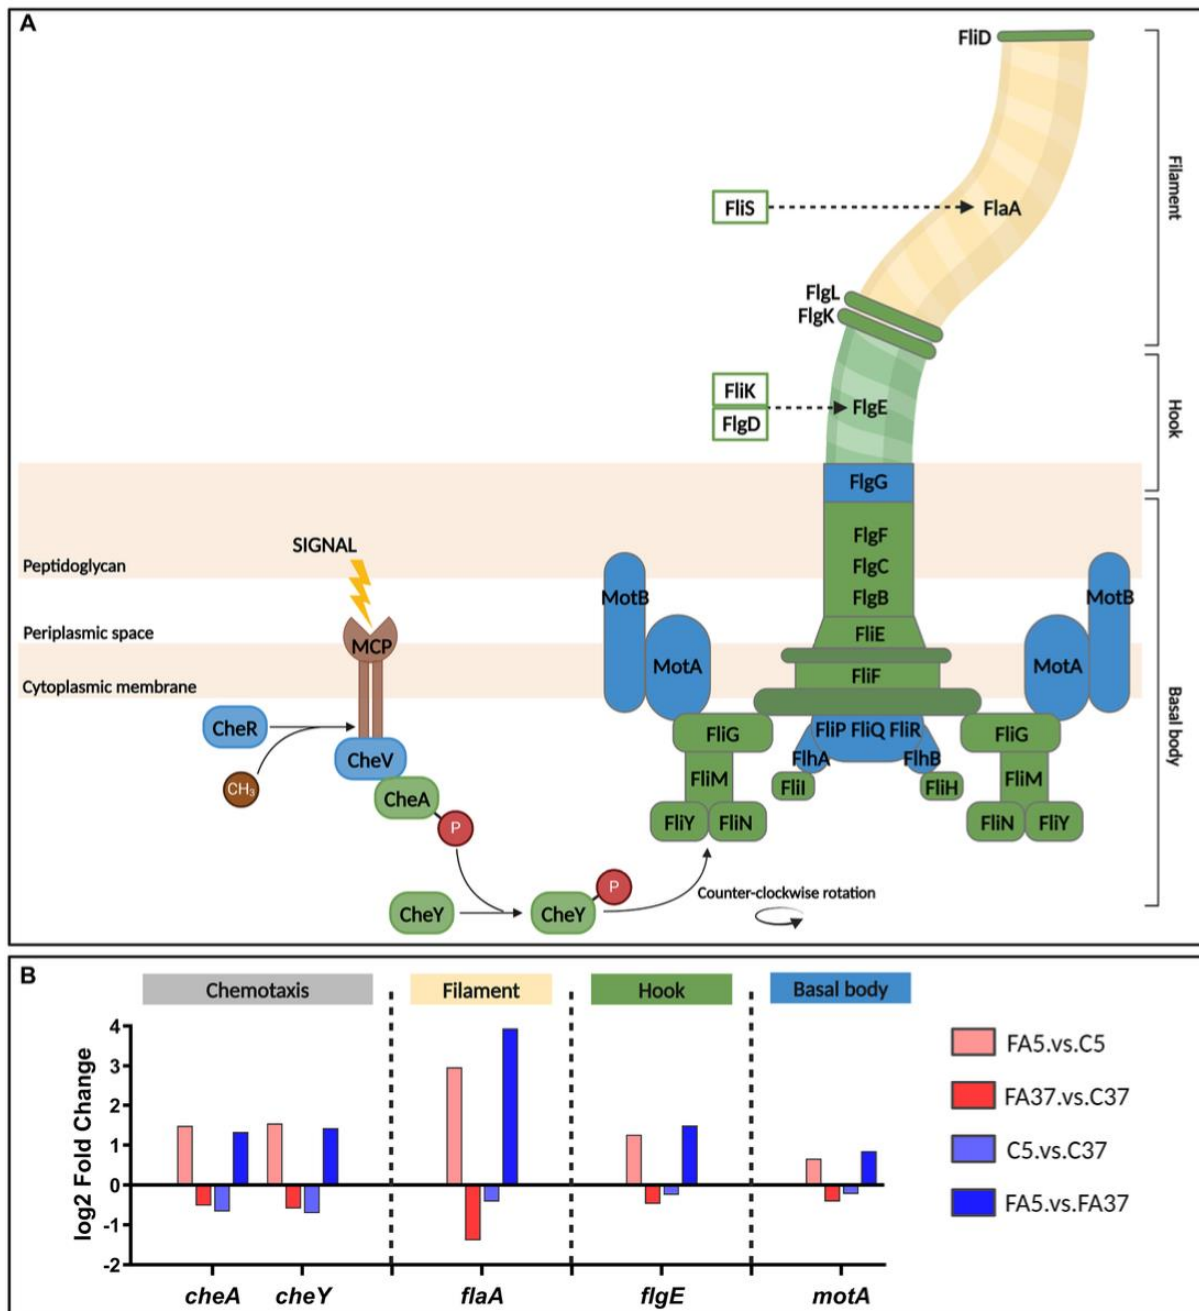 A
FliD
Filament
FliS
FlaA
FlgL
FlgK
FliK
FlgD
FlgE
Hook
FlgG
SIGNAL
Peptidoglycan
FlgF
FlgC
FlgB
MotB
MotB
Periplasmic space
MCP
FliE
MotA
MotA
FliF
Cytoplasmic membrane
Basal body
CheR
FliG
FliP FliQ FliR
FliG
CheV
FlhA
FlhB
CH3
CheA
FliM
FliI
FliH
FliM
P
FliY
FliN
FliN
FliY
CheY
CheY
P
Counter-clockwise rotation
B
Chemotaxis
Filament
Hook
Basal body
log2 Fold Change
4
3
2
1
0
-1
-2
cheA
cheY
flaA
flgE
motA
FA5.vs.C5
FA37.vs.C37
C5.vs.C37
FA5.vs.FA37